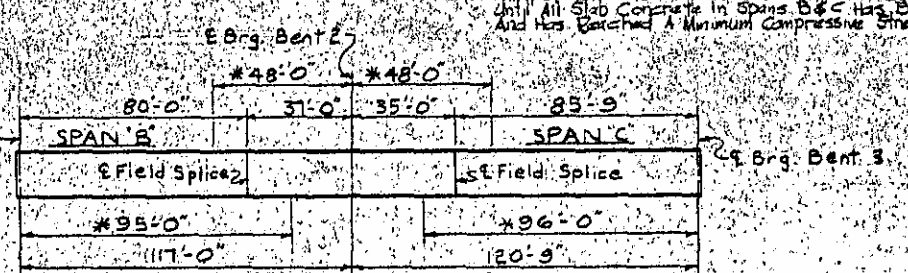 Until All Slab Concrete In Spans B&C Has
And Has Reached A Minimum Compressive
℄ Brg. Bent 2
*48'-0" *48'-0"
80'-0" 37'-0" 35'-0" 85'-9"
SPAN 'B' SPAN C
℄ Brg. Bent 3
℄ Field Splice ℄ Field Splice
*95'-0" *96'-0"
117'-0" 120'-9"